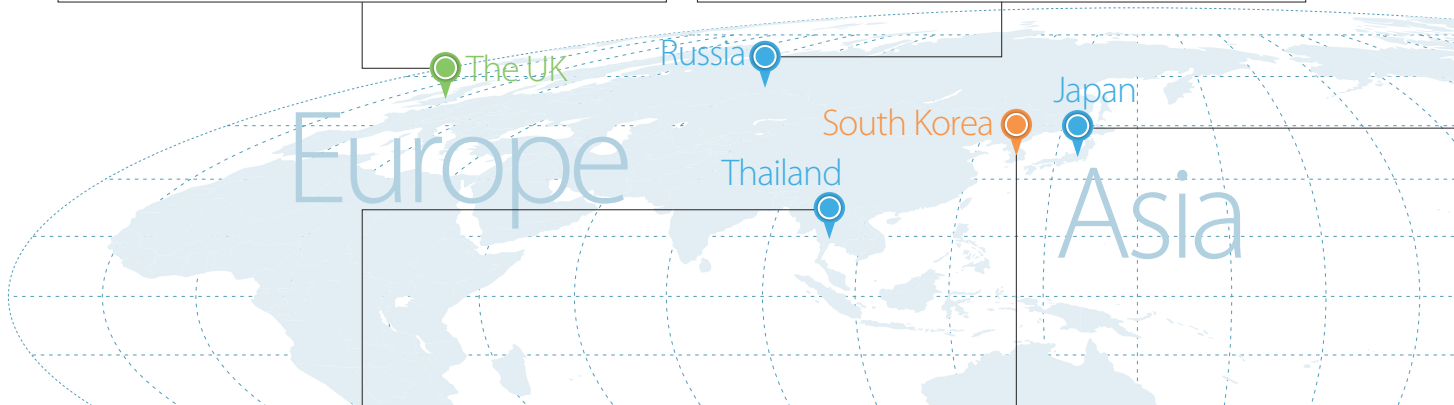 The UK
Russia
Japan
South Korea
Europe
Thailand
Asia